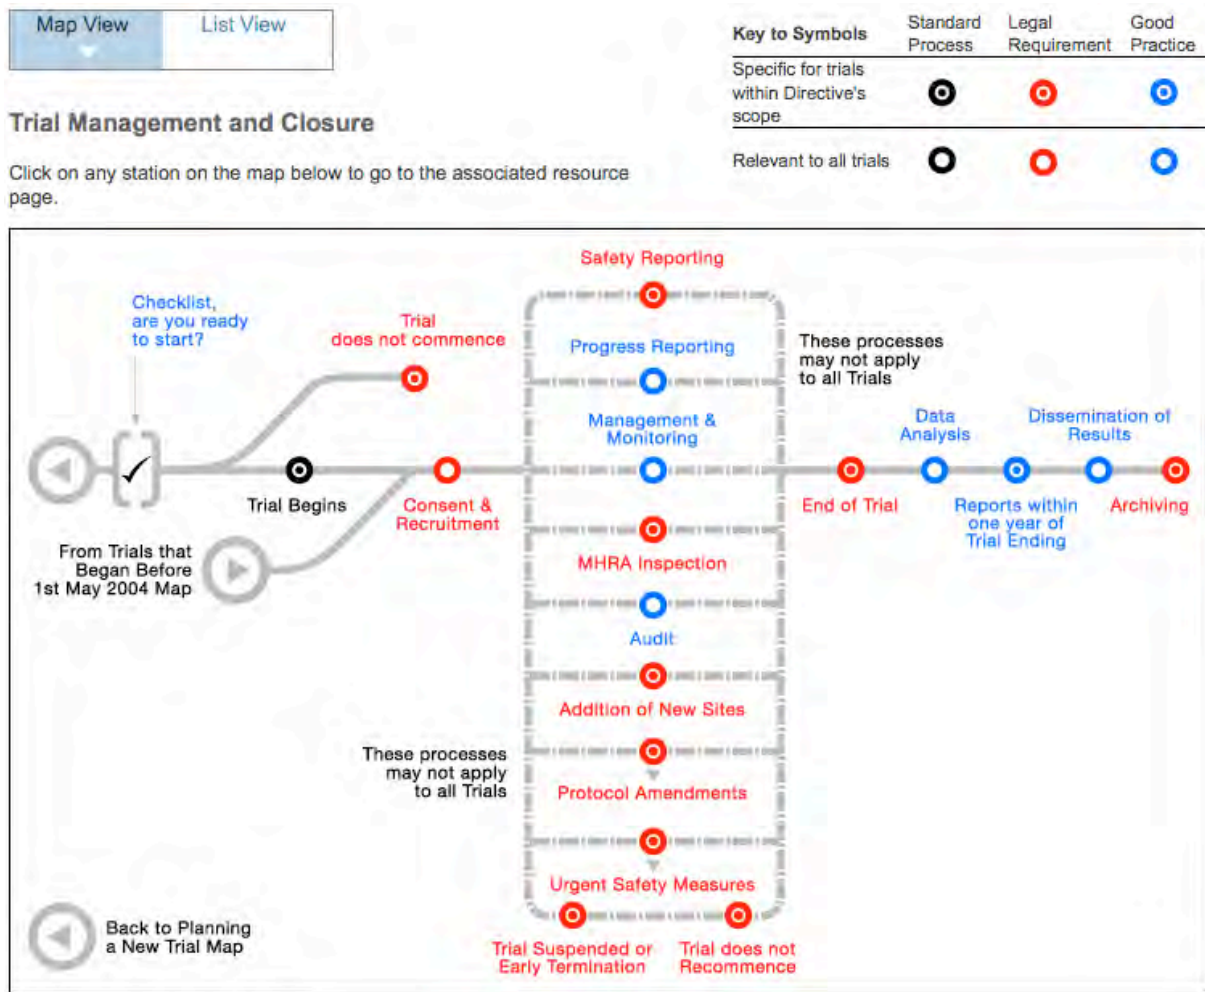 Map View
List View
Key to Symbols
Standard
Process
Legal
Requirement
Good
Practice
Specific for trials
within Directive's
scope
Relevant to all trials
Trial Management and Closure
Click on any station on the map below to go to the associated resource
page.
Safety Reporting
Checklist,
are you ready
to start?
Trial
does not commence
Progress Reporting
These processes
may not apply
to all Trials
Management &
Monitoring
Data
Analysis
Dissemination of
Results
Trial Begins
Consent &
Recruitment
End of Trial
Reports within
one year of
Trial Ending
Archiving
From Trials that
Began Before
1st May 2004 Map
MHRA Inspection
Audit
Addition of New Sites
These processes
may not apply
to all Trials
Protocol Amendments
Urgent Safety Measures
Back to Planning
a New Trial Map
Trial Suspended or
Early Termination
Trial does not
Recommence